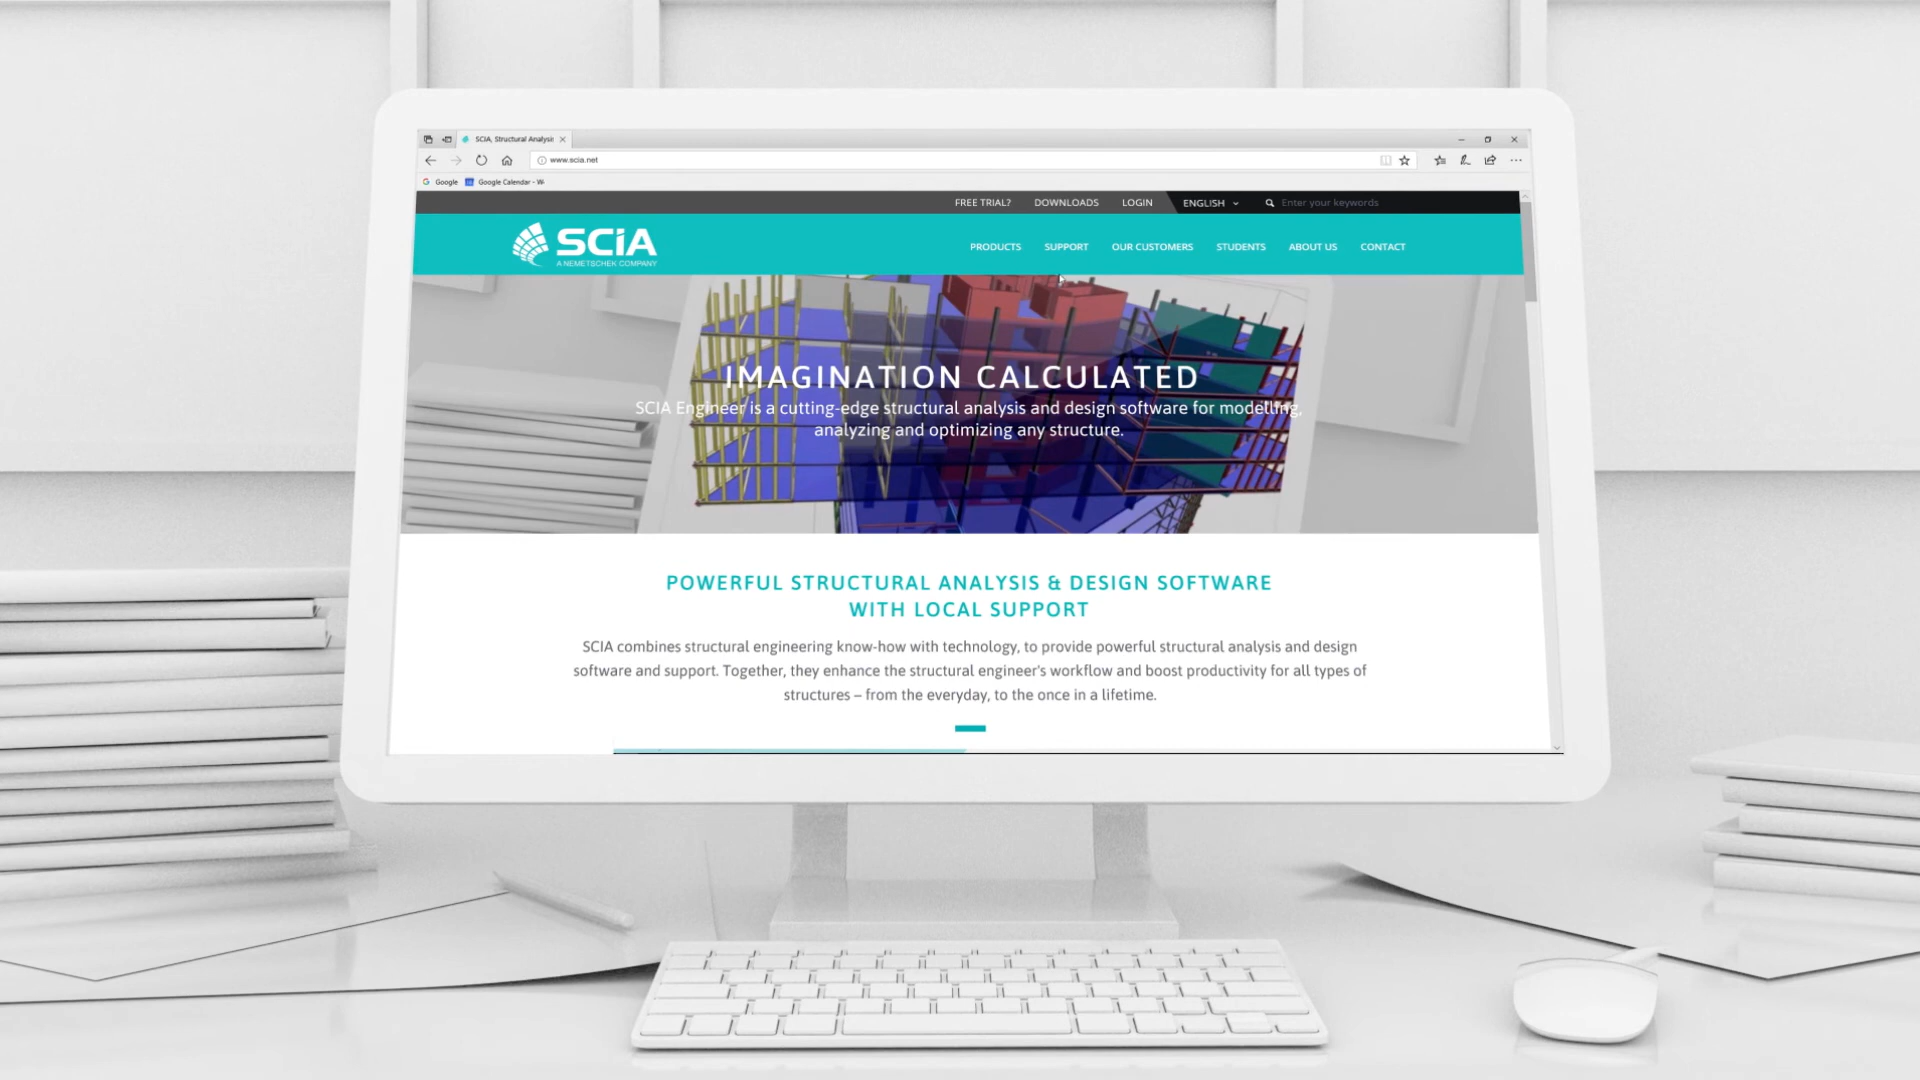 SCIA, Structural Analysis
www.scia.net
Google Google Calendar - W
FREE TRIAL? DOWNLOADS LOGIN ENGLISH Enter your keywords
SCiA
A NEMETSCHEK COMPANY
PRODUCTS SUPPORT OUR CUSTOMERS STUDENTS ABOUT US CONTACT
IMAGINATION CALCULATED
SCIA Engineer is a cutting-edge structural analysis and design software for modelling,
analyzing and optimizing any structure.
POWERFUL STRUCTURAL ANALYSIS & DESIGN SOFTWARE
WITH LOCAL SUPPORT
SCIA combines structural engineering know-how with technology, to provide powerful structural analysis and design
software and support. Together, they enhance the structural engineer's workflow and boost productivity for all types of
structures – from the everyday, to the once in a lifetime.